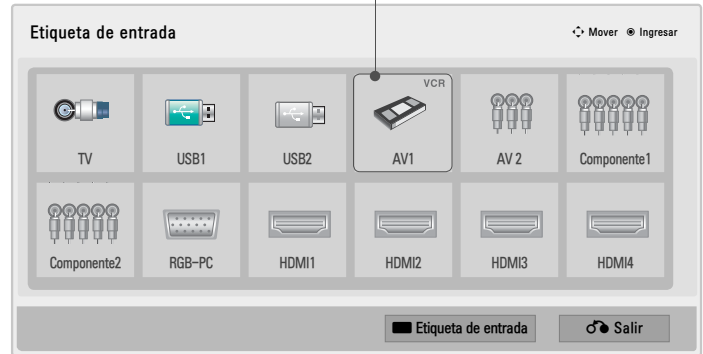 Etiqueta de entrada
Mover Ingresar
VCR
TV USB1 USB2 AV1 AV 2 Componente1
Componente2 RGB-PC HDMI1 HDMI2 HDMI3 HDMI4
Etiqueta de entrada Salir